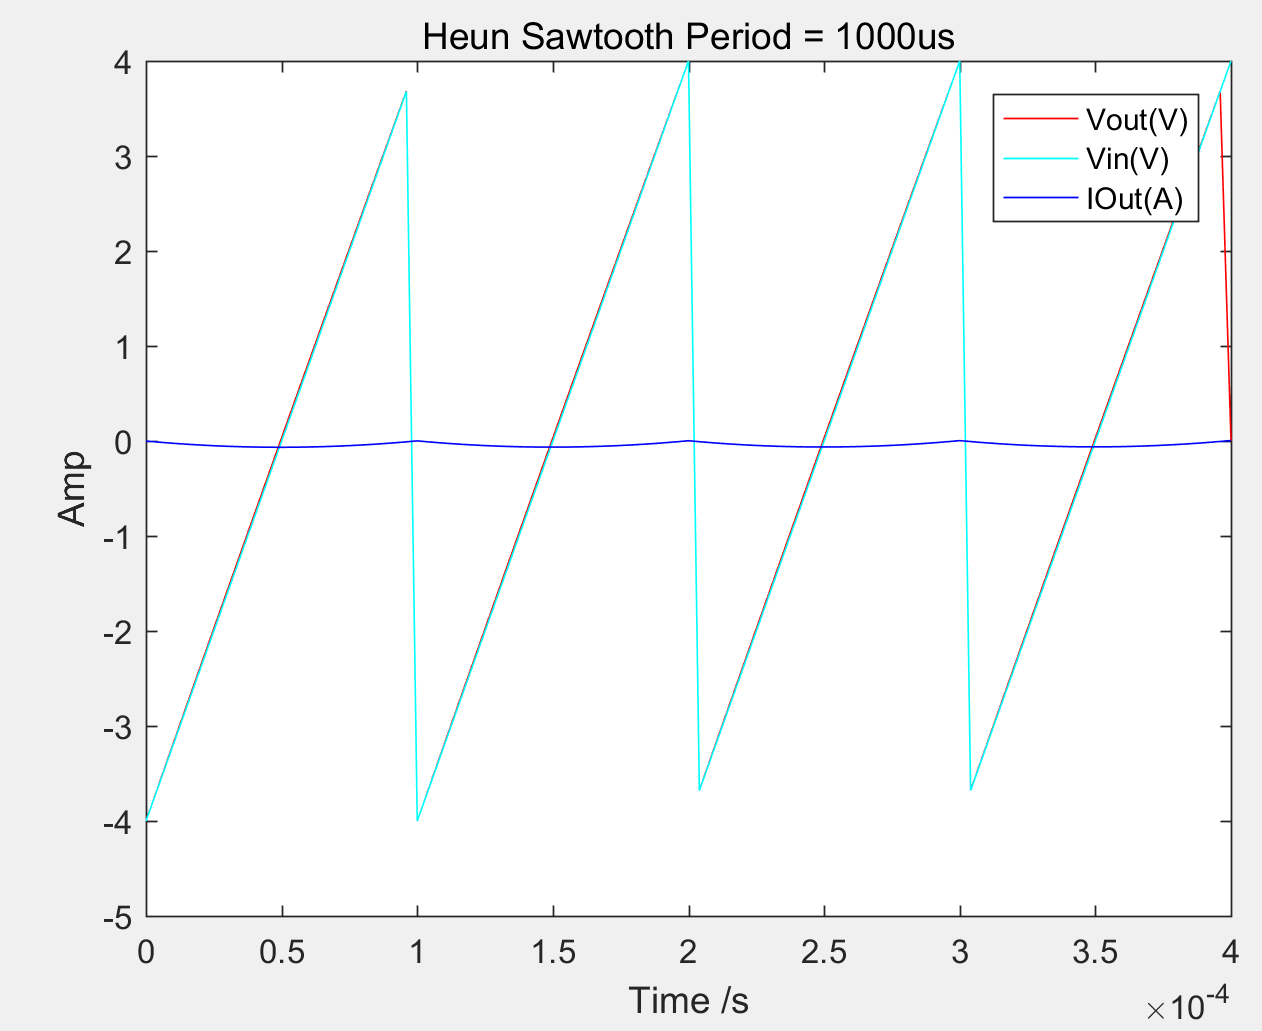 Heun Sawtooth Period = 1000us
4
3
2
1
0
-1
-2
-3
-4
-5
Amp
Vout(V)
Vin(V)
IOut(A)
0 0.5 1 1.5 2 2.5 3 3.5 4
Time /s
×10-4